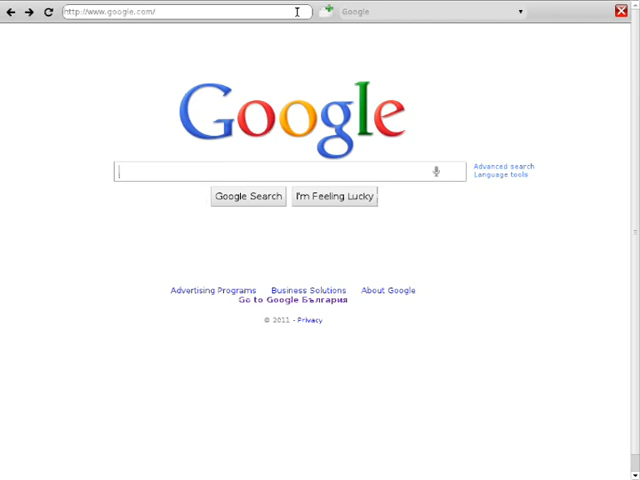 http://www.google.com/
Google
Google
Advanced search
Language tools
Google Search
I'm Feeling Lucky
Advertising Programs
Business Solutions
About Google
Go to Google България
© 2011 - Privacy